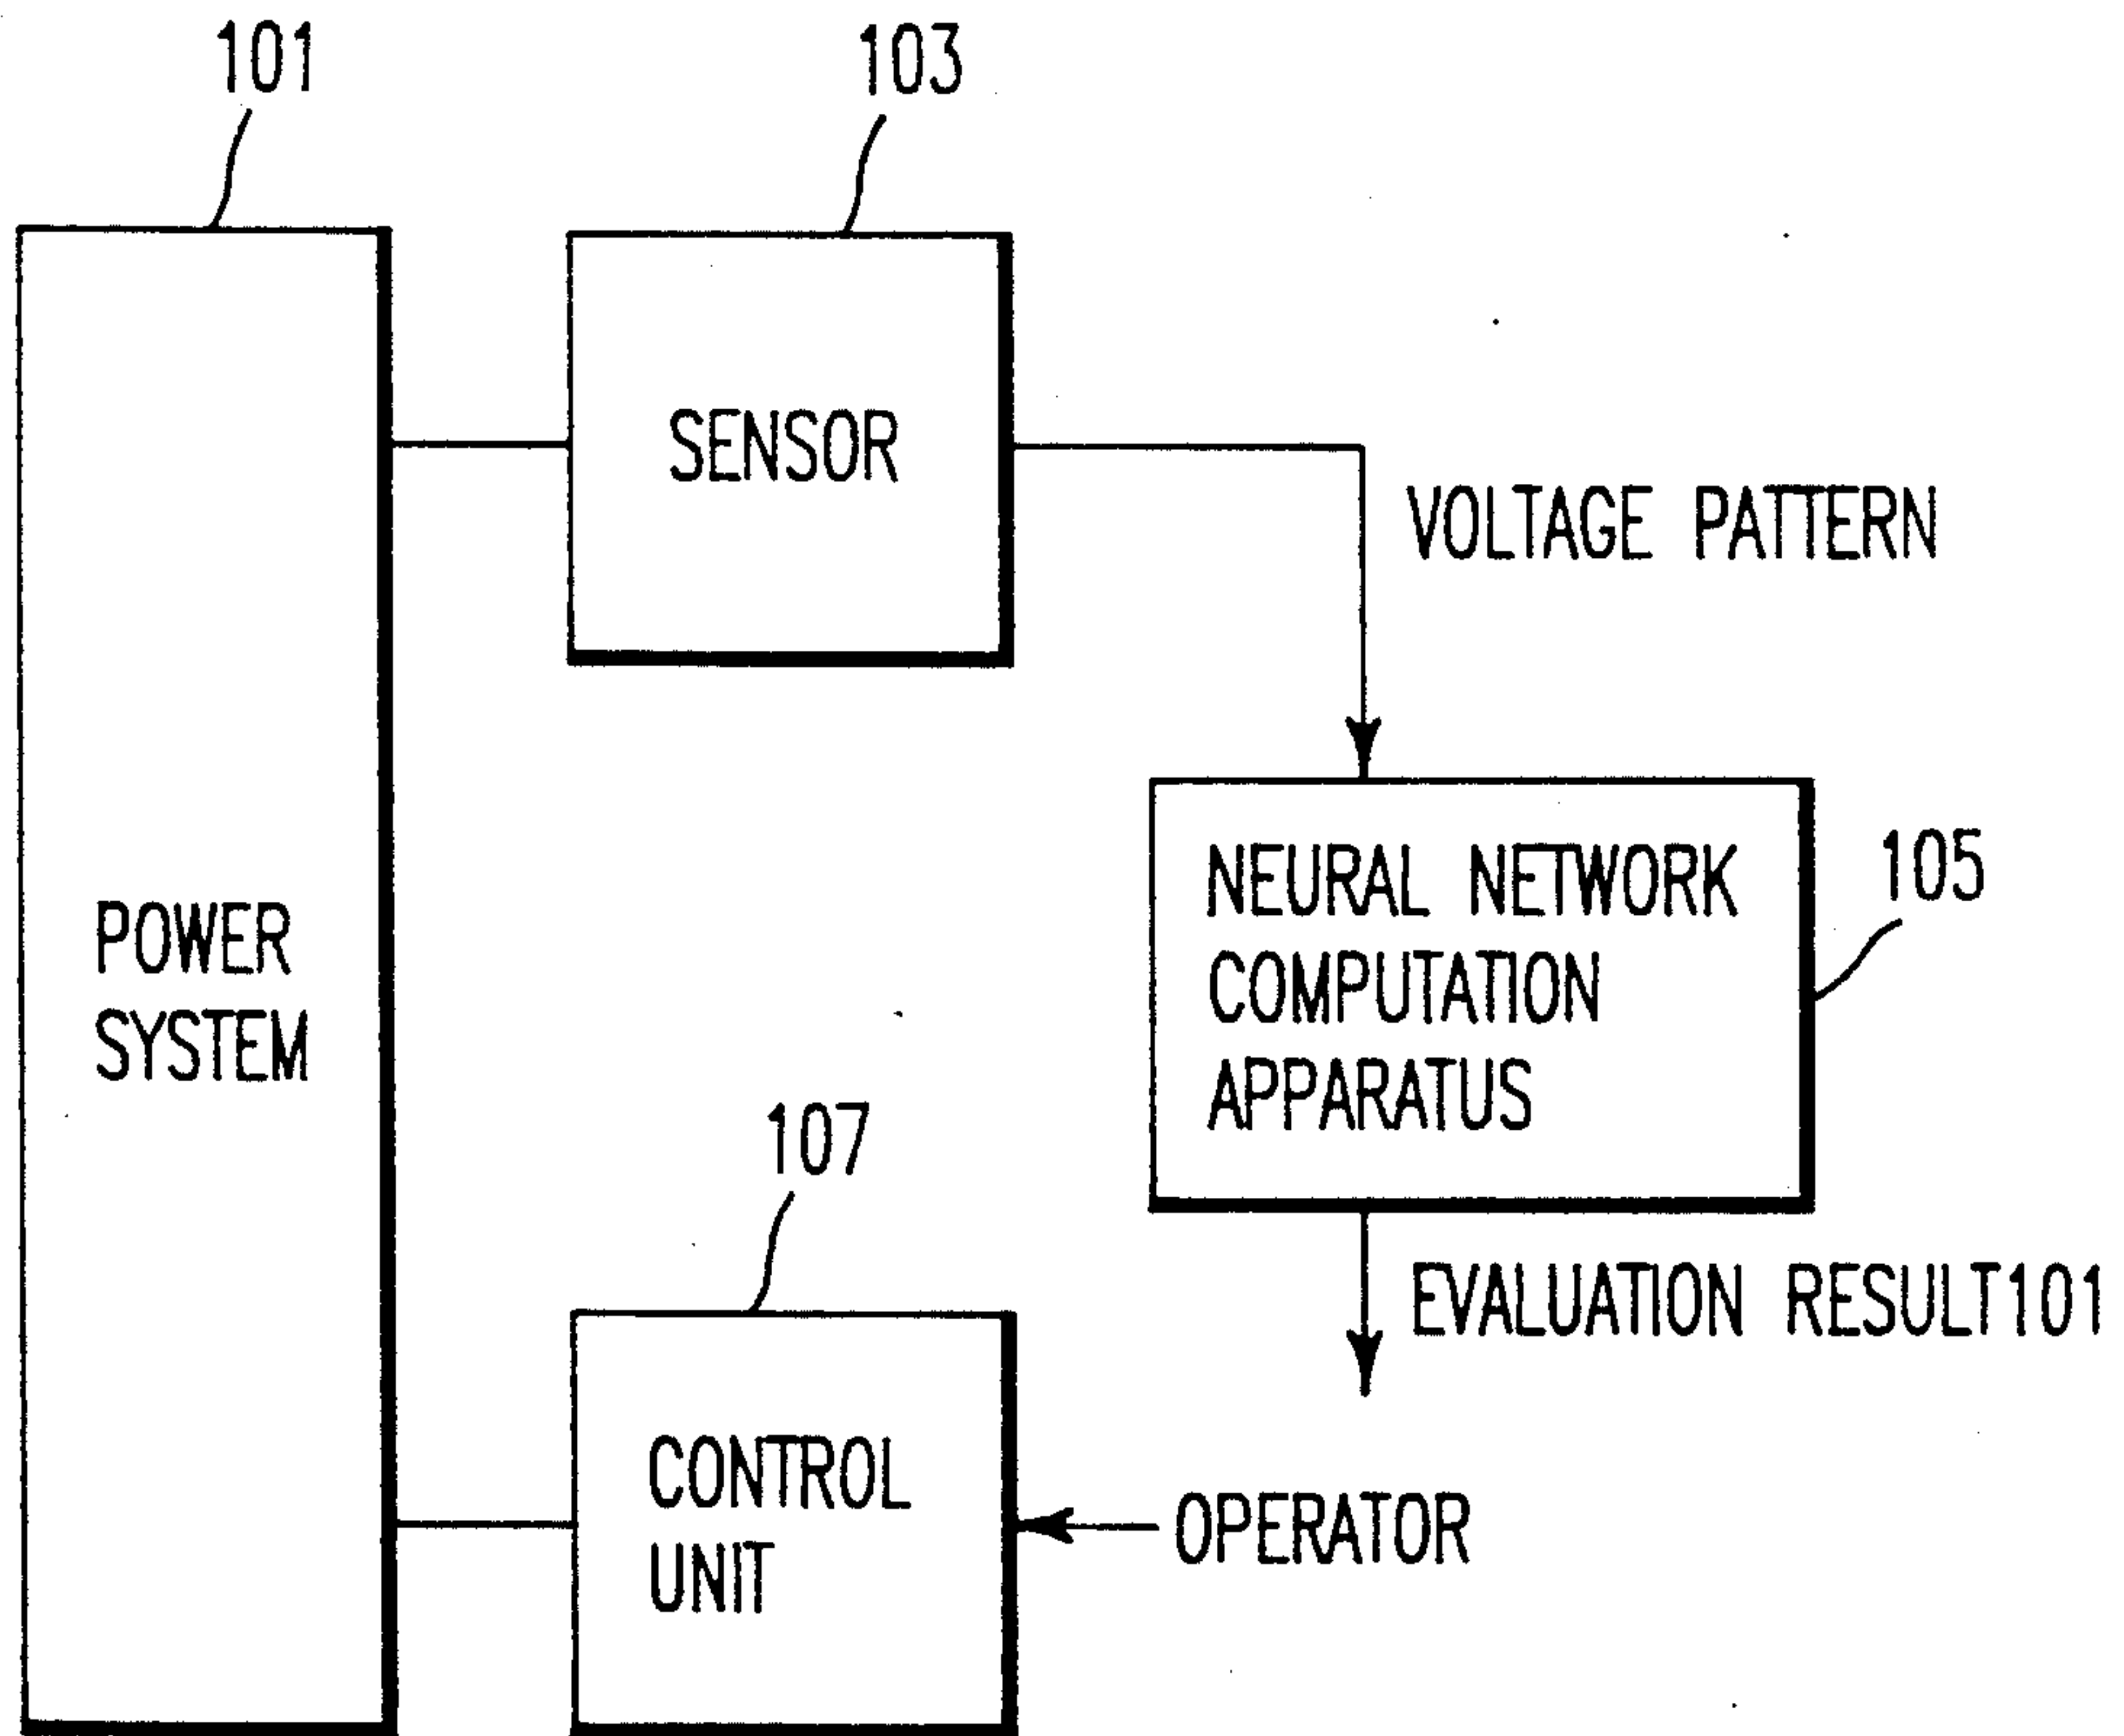 101
103
SENSOR
VOLTAGE PATTERN
POWER
SYSTEM
NEURAL NETWORK
COMPUTATION
APPARATUS
105
107
EVALUATION RESULT101
CONTROL
UNIT
OPERATOR